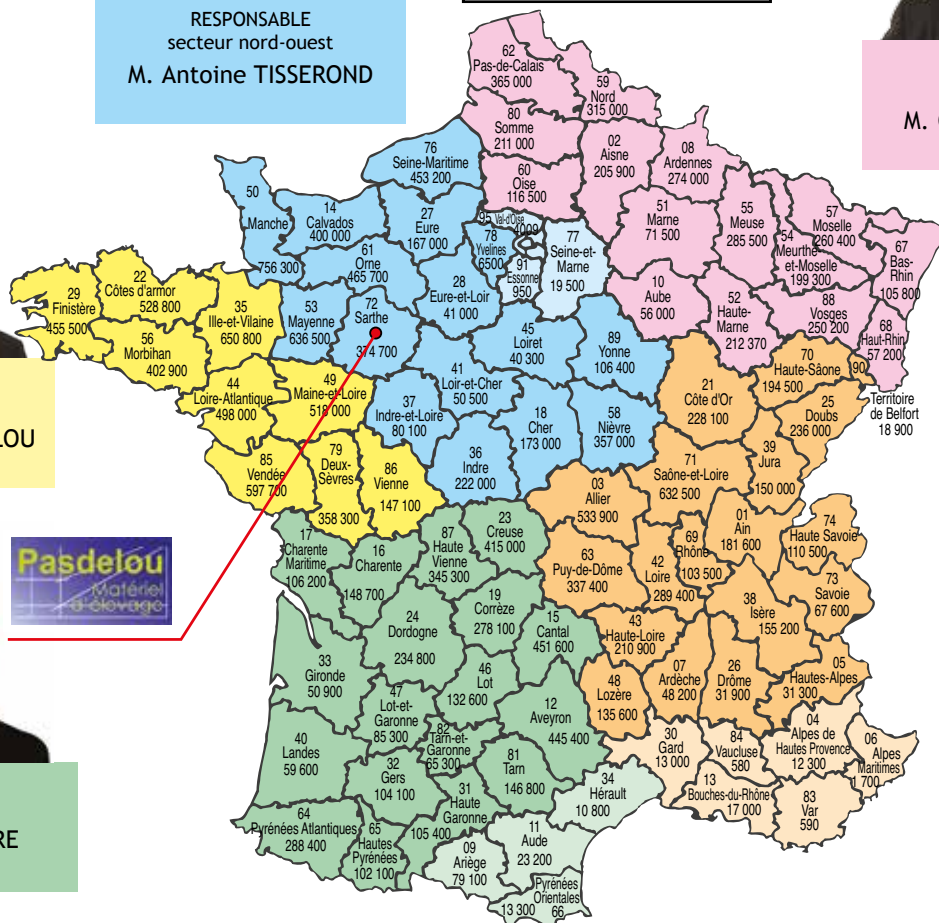 RESPONSABLE
secteur nord-ouest
M. Antoine TISSEROND
M.
LOU
RE
Pasdelou
Matériel
d'élevage
62
Pas-de-Calais
365 000
59
Nord
315 000
80
Somme
211 000
02
Aisne
205 900
08
Ardennes
274 000
76
Seine-Maritime
453 200
60
Oise
116 500
50
Manche
756 300
14
Calvados
400 000
27
Eure
167 000
95 Val-d'Oise
4009
78
Yvelines
6500
91
Essonne
950
77
Seine-et-
Marne
19 500
51
Marne
71 500
55
Meuse
285 500
54
Meurthe-
et-Moselle
199 300
57
Moselle
260 400
67
Bas-
Rhin
105 800
61
Orne
465 700
28
Eure-et-Loir
41 000
10
Aube
56 000
52
Haute-
Marne
212 370
88
Vosges
250 200
68
Haut-Rhin
57 200
29
Finistère
455 500
22
Côtes d'armor
528 800
35
Ille-et-Vilaine
650 800
56
Morbihan
402 900
53
Mayenne
636 500
72
Sarthe
374 700
45
Loiret
40 300
89
Yonne
106 400
70
Haute-Sâone
194 500
90
Territoire
de Belfort
18 900
44
Loire-Atlantique
498 000
49
Maine-et-Loire
518 000
41
Loir-et-Cher
50 500
37
Indre-et-Loire
80 100
18
Cher
173 000
58
Nièvre
357 000
21
Côte d'Or
228 100
25
Doubs
236 000
39
Jura
150 000
85
Vendée
597 700
79
Deux-
Sèvres
358 300
86
Vienne
147 100
36
Indre
222 000
03
Allier
533 900
71
Saône-et-Loire
632 500
01
Ain
181 600
74
Haute Savoie
110 500
17
Charente
Maritime
106 200
16
Charente
148 700
87
Haute
Vienne
345 300
23
Creuse
415 000
63
Puy-de-Dôme
337 400
42
Loire
289 400
69
Rhône
103 500
38
Isère
155 200
73
Savoie
67 600
24
Dordogne
234 800
19
Corrèze
278 100
15
Cantal
451 600
43
Haute-Loire
210 900
07
Ardèche
48 200
26
Drôme
31 900
05
Hautes-Alpes
31 300
33
Gironde
50 900
47
Lot-et-
Garonne
85 300
46
Lot
132 600
12
Aveyron
445 400
48
Lozère
135 600
40
Landes
59 600
32
Gers
104 100
82
Tarn-et-
Garonne
65 300
81
Tarn
146 800
30
Gard
13 000
84
Vaucluse
580
04
Alpes de
Hautes Provence
12 300
06
Alpes
Maritimes
1 700
13
Bouches-du-Rhône
17 000
83
Var
590
34
Hérault
10 800
64
Pyrénées Atlantiques
288 400
65
Hautes
Pyrénées
102 100
31
Haute
Garonne
105 400
09
Ariège
79 100
11
Aude
23 200
Pyrénées
Orientales
13 300 66